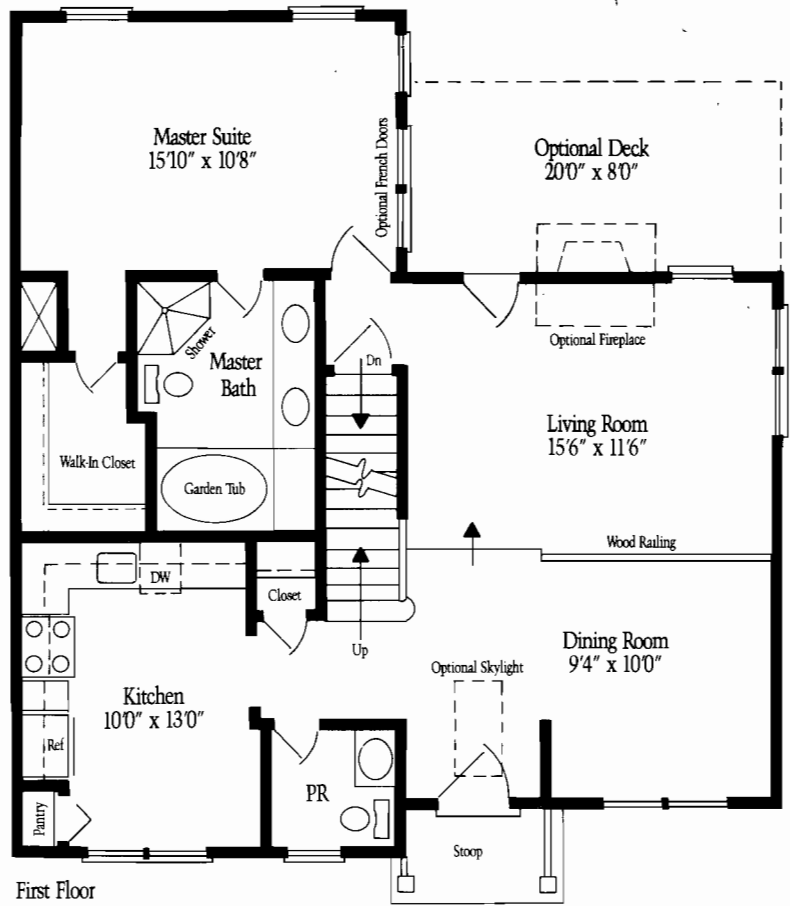 Master Suite
15'10" x 10'8"
Optional French Doors
Optional Deck
20'0" x 8'0"
Optional Fireplace
Shower
Master
Bath
Dn
Living Room
15'6" x 11'6"
Walk-In Closet
Garden Tub
Wood Railing
DW
Closet
Up
Dining Room
9'4" x 10'0"
Optional Skylight
Kitchen
10'0" x 13'0"
Ref
PR
Pantry
Stoop
First Floor